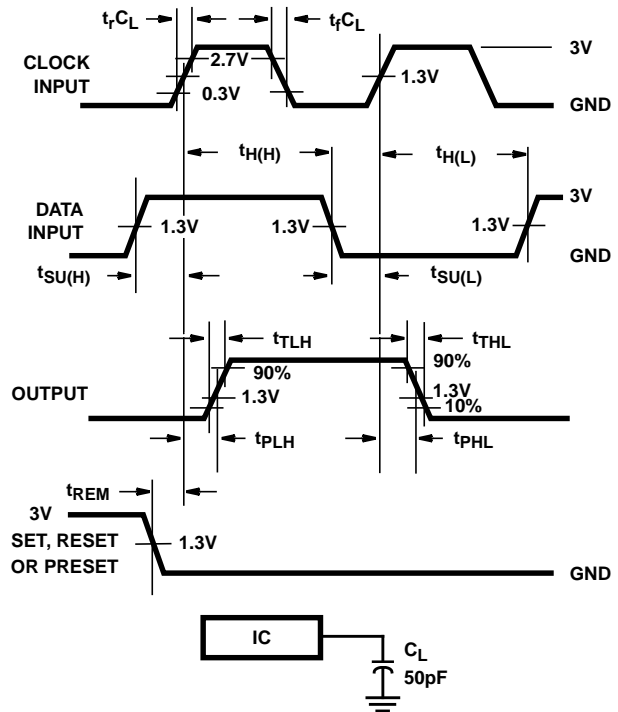 trCL
tfCL
3V
CLOCK
INPUT
2.7V
0.3V
1.3V
GND
tH(H)
tH(L)
3V
DATA
INPUT
1.3V
1.3V
1.3V
GND
tSU(H)
tSU(L)
tTLH
tTHL
90%
90%
OUTPUT
1.3V
1.3V
10%
tPLH
tPHL
tREM
3V
SET, RESET
OR PRESET
1.3V
GND
IC
CL
50pF